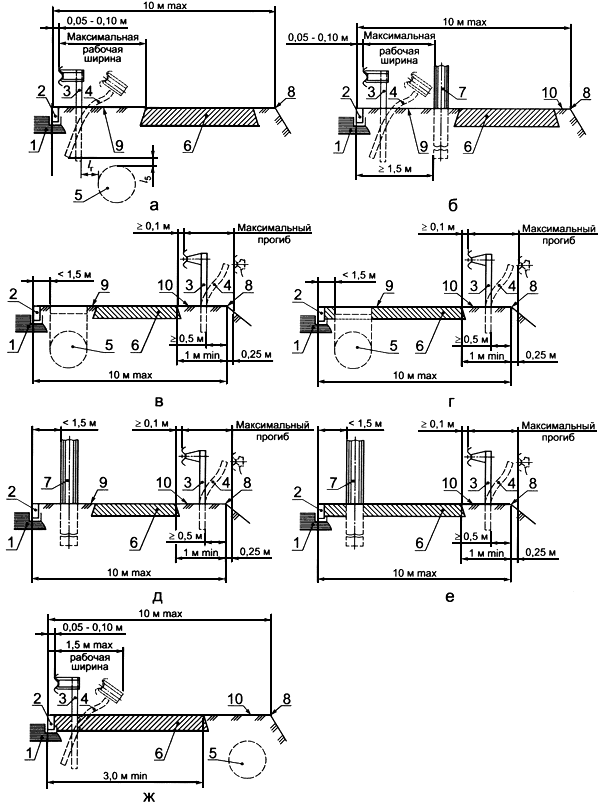 10 м max
0,05 - 0,10 м
Максимальная
рабочая
ширина
2
3
4
8
1
9
6
lг
l5
5
а
10 м max
0,05 - 0,10 м
Максимальная
рабочая
ширина
2
3
4
7
10
8
1
9
6
≥ 1,5 м
б
≥ 0,1 м
Максимальный
прогиб
< 1,5 м
2
9
3
4
10
8
1
5
6
≥ 0,5 м
1 м min
0,25 м
10 м max
в
≥ 0,1 м
Максимальный
прогиб
< 1,5 м
2
9
3
4
10
8
1
5
6
≥ 0,5 м
1 м min
0,25 м
10 м max
г
< 1,5 м
≥ 0,1 м
Максимальный
прогиб
7
2
9
3
4
10
8
1
6
≥ 0,5 м
1 м min
0,25 м
10 м max
д
< 1,5 м
≥ 0,1 м
Максимальный
прогиб
7
2
3
4
10
8
1
6
≥ 0,5 м
1 м min
0,25 м
10 м max
е
10 м max
0,05 - 0,10 м
1,5 м max
рабочая
ширина
2
3
4
10
8
1
6
5
3,0 м min
ж